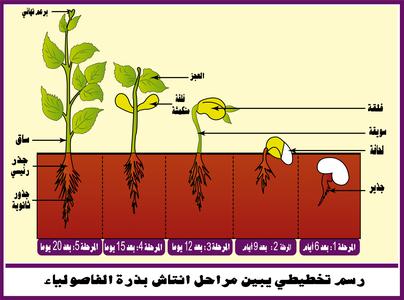 برعم نهائي
العجز
فلقة
منكمشة
فلقة
سويقة
لحافة
جذير
ساق
جذر
رئيسي
جذور
ثانوية
المرحلة 1: بعد 6 أيام
المرحلة 2: بعد 9 أيام
المرحلة 3: بعد 12 يوما
المرحلة 4: بعد 15 يوما
المرحلة 5: بعد 20 يوما
رسم تخطيطي يبين مراحل انتاش بذرة الفاصولياء